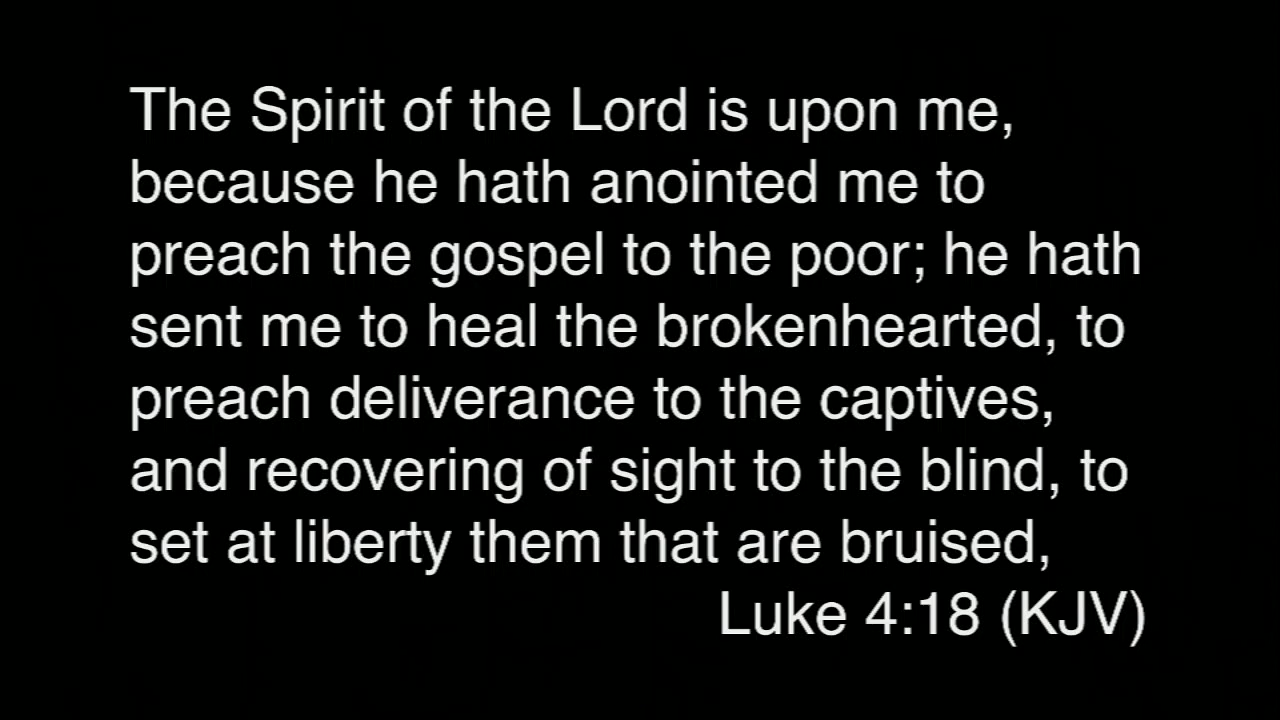 The Spirit of the Lord is upon me,
because he hath anointed me to
preach the gospel to the poor; he hath
sent me to heal the brokenhearted, to
preach deliverance to the captives,
and recovering of sight to the blind, to
set at liberty them that are bruised,
Luke 4:18 (KJV)